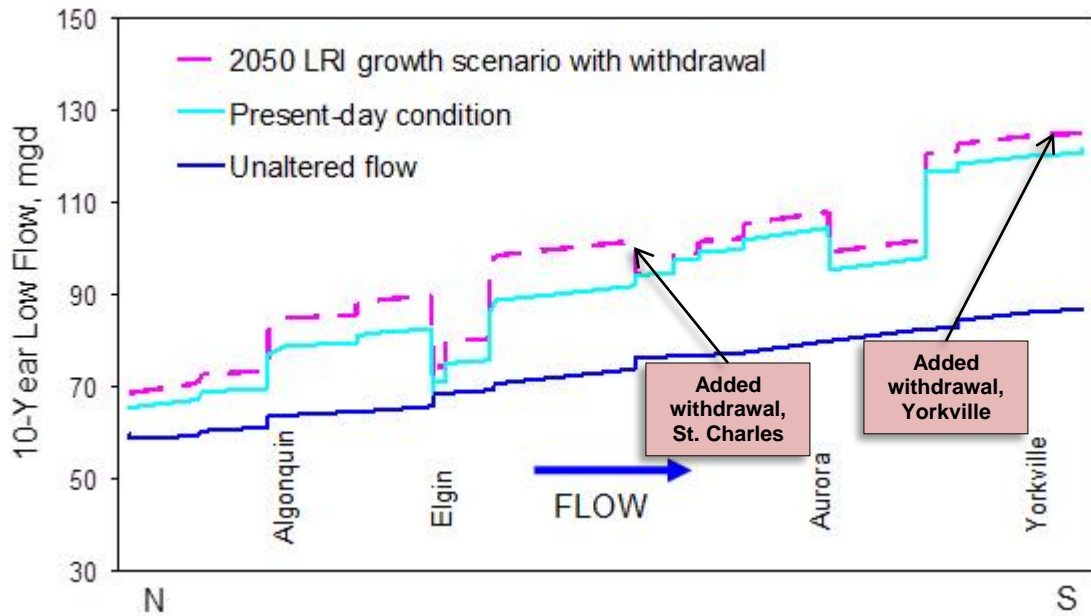 150
130
110
90
70
50
30
10-Year Low Flow, mgd
2050 LRI growth scenario with withdrawal
Present-day condition
Unaltered flow
Added
withdrawal,
St. Charles
Added
withdrawal,
Yorkville
Algonquin
Elgin
FLOW
Aurora
Yorkville
N
S